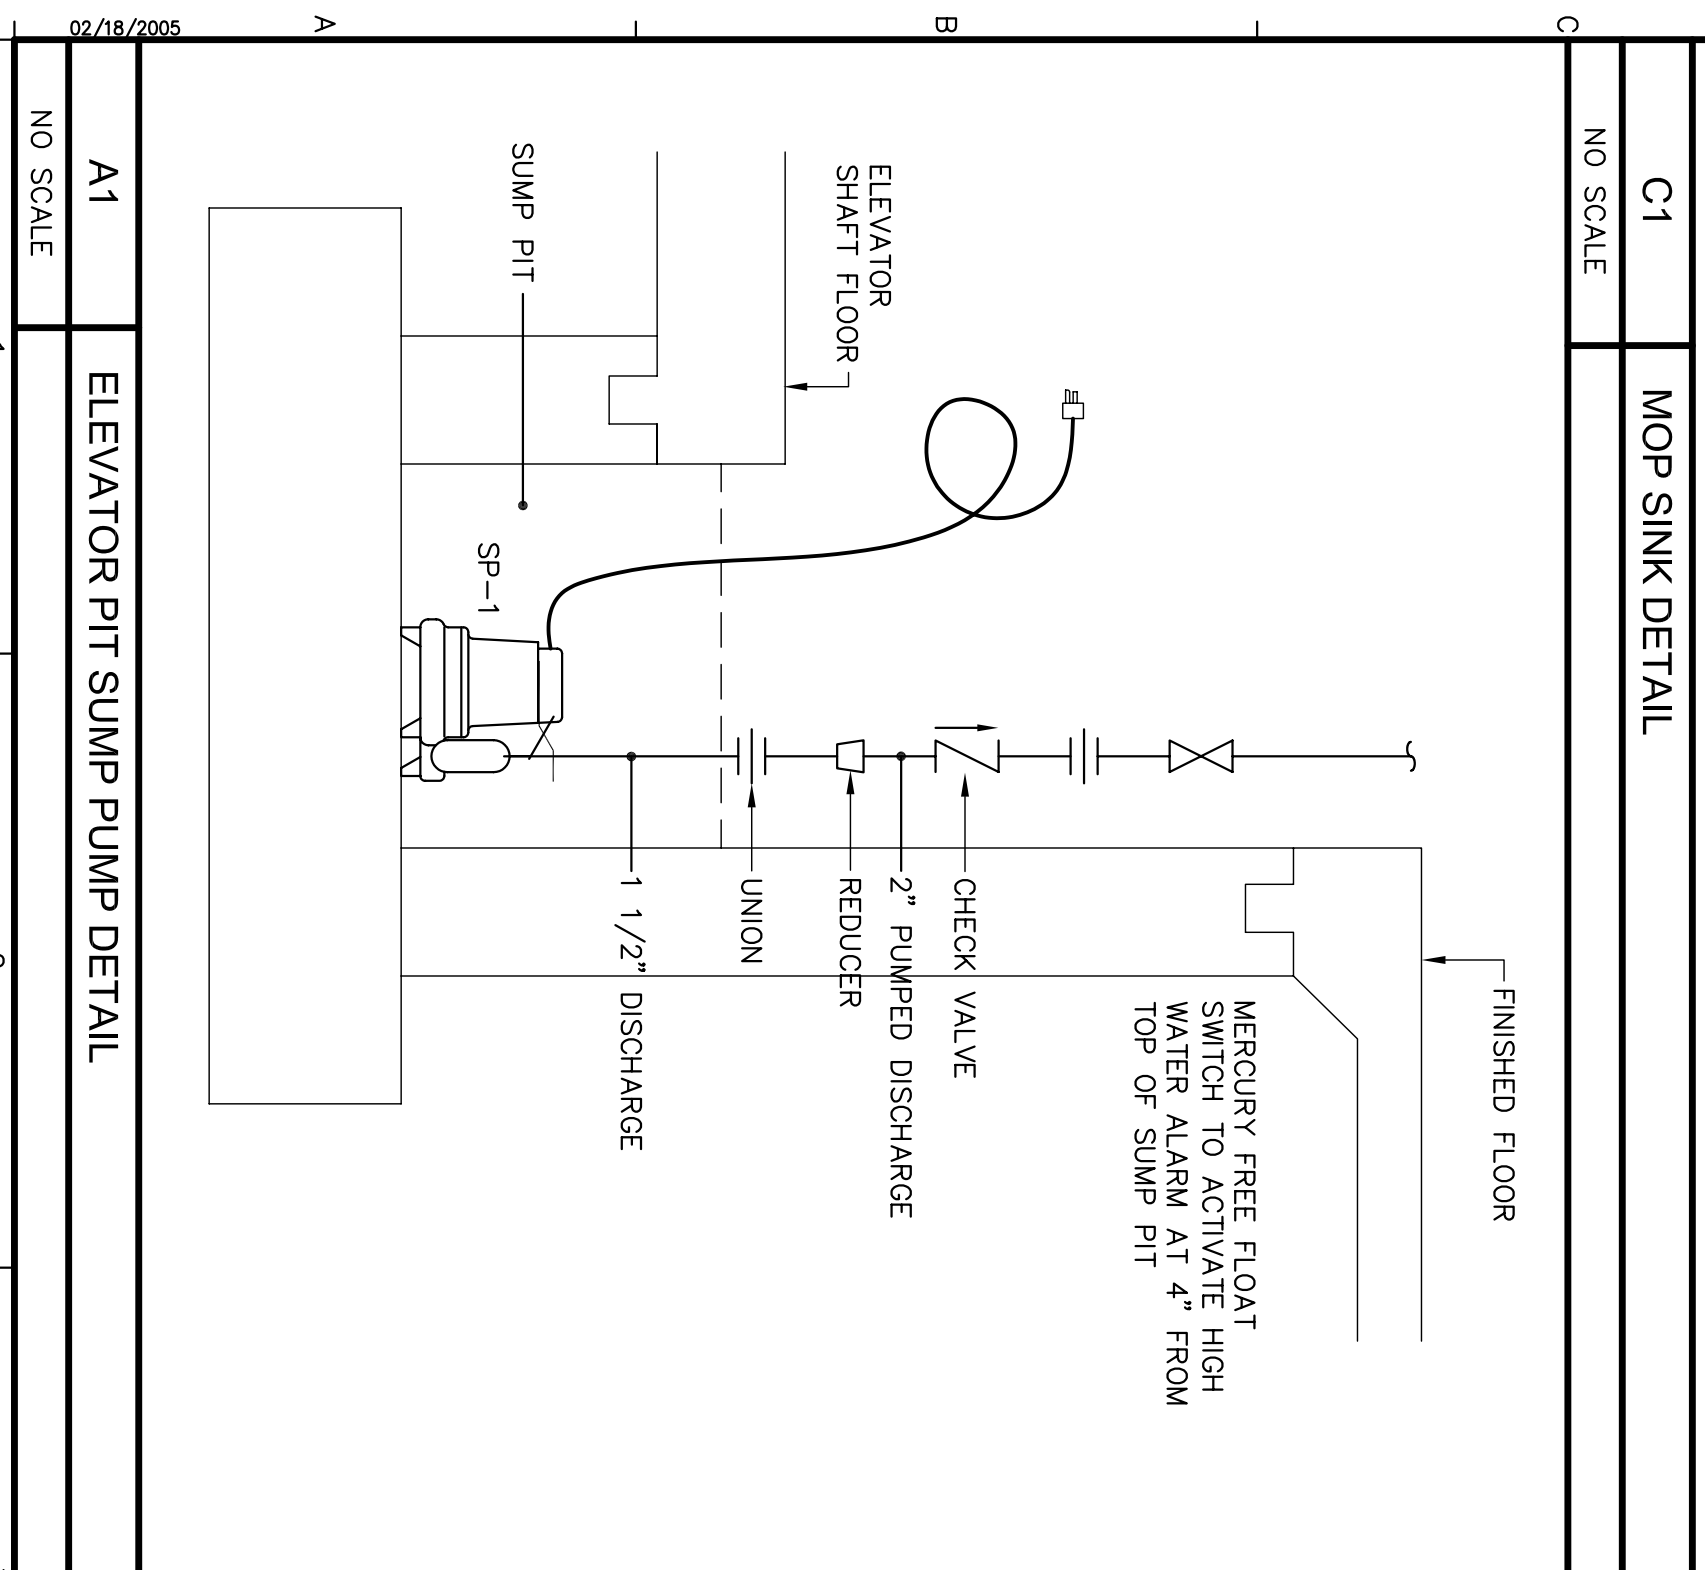 C1
MOP SINK DETAIL
NO SCALE
C
B
A
FINISHED FLOOR
MERCURY FREE FLOAT
SWITCH TO ACTIVATE HIGH
WATER ALARM AT 4" FROM
TOP OF SUMP PIT
ELEVATOR
SHAFT FLOOR
CHECK VALVE
2" PUMPED DISCHARGE
REDUCER
UNION
1 1/2" DISCHARGE
SUMP PIT
SP-1
A1
ELEVATOR PIT SUMP PUMP DETAIL
NO SCALE
02/18/2005